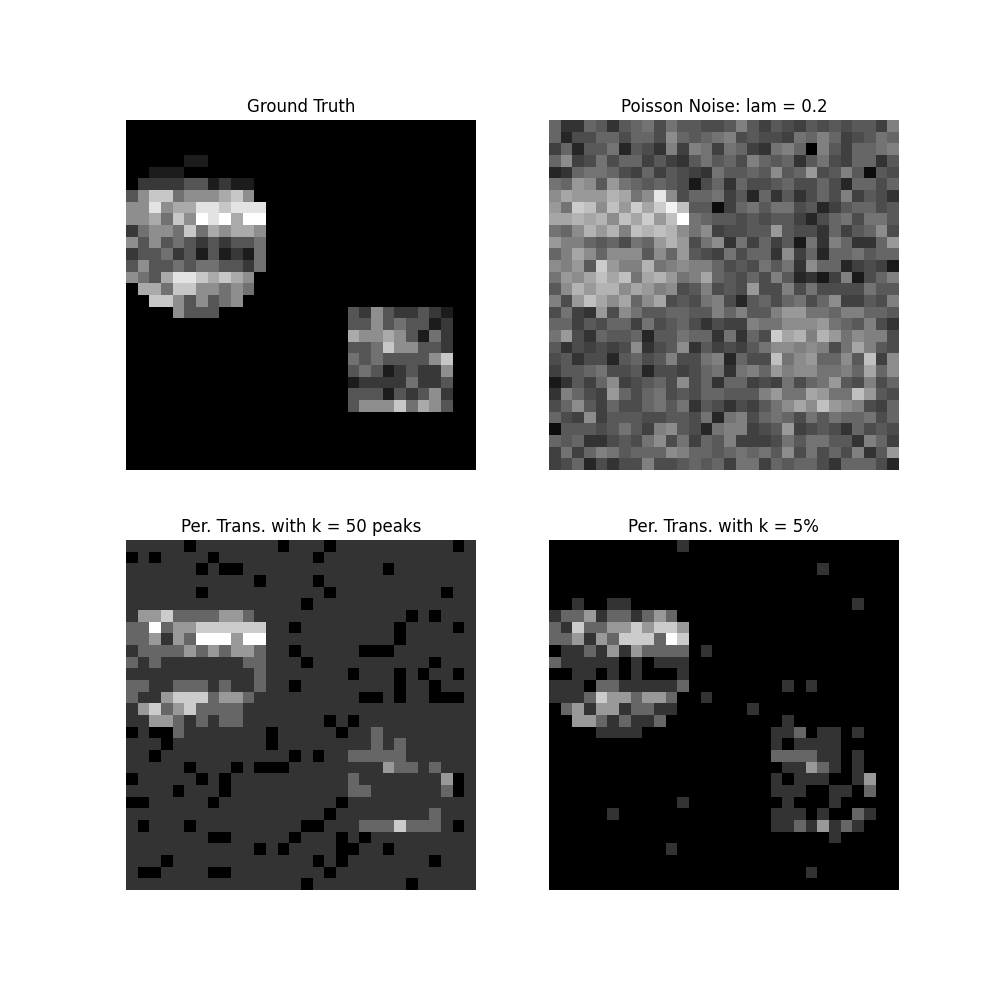 Ground Truth
Poisson Noise: lam = 0.2
Per. Trans. with k = 50 peaks
Per. Trans. with k = 5%